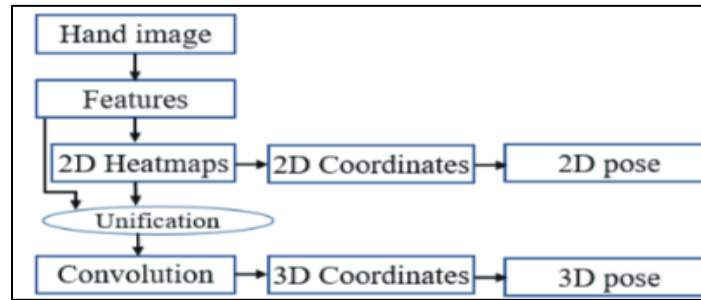 Hand image
Features
2D Heatmaps
2D Coordinates
2D pose
Unification
Convolution
3D Coordinates
3D pose